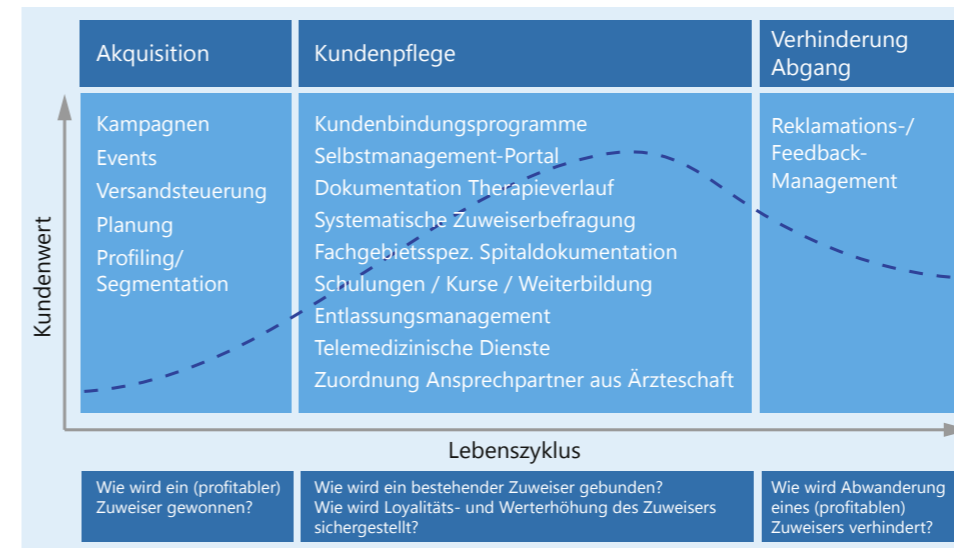 Akquisition
Kundenpflege
Verhinderung
Abgang
Kundenwert
Kampagnen
Events
Versandsteuerung
Planung
Profiling/
Segmentation
Kundenbindungsprogramme
Selbstmanagement-Portal
Dokumentation Therapieverlauf
Systematische Zuweiserbefragung
Fachgebietsspez. Spitaldokumentation
Schulungen / Kurse / Weiterbildung
Entlassungsmanagement
Telemedizinische Dienste
Zuordnung Ansprechpartner aus Ärzteschaft
Reklamations-/
Feedback-
Management
Lebenszyklus
Wie wird ein (profitabler)
Zuweiser gewonnen?
Wie wird ein bestehender Zuweiser gebunden?
Wie wird Loyalitäts- und Werterhöhung des Zuweisers
sichergestellt?
Wie wird Abwanderung
eines (profitablen)
Zuweisers verhindert?